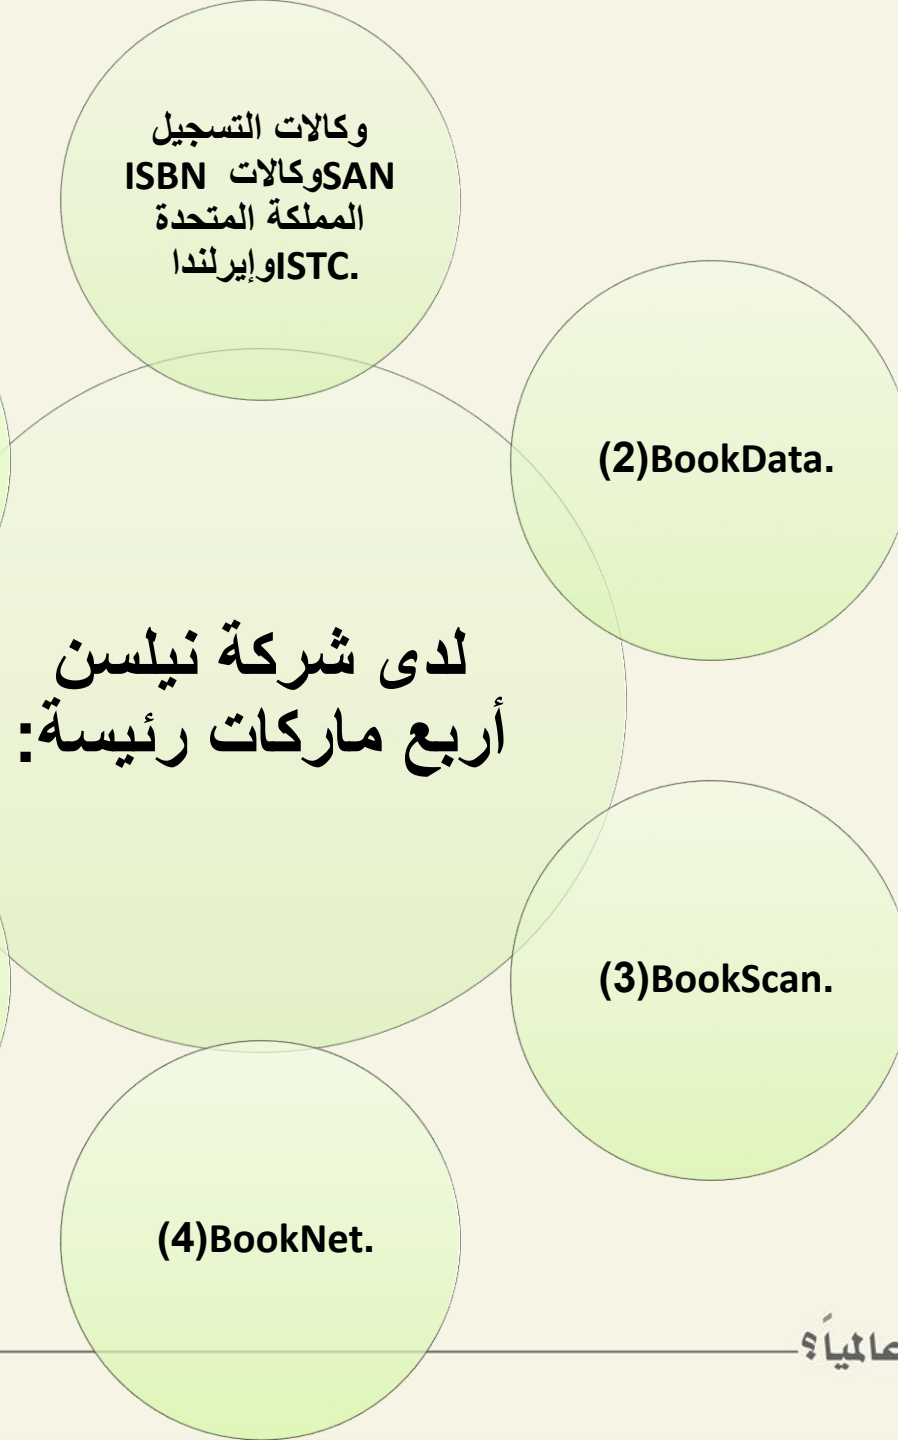 وكالات التسجيل
ISBN وكالات SAN
المملكة المتحدة
وإيرلندا ISTC.
(2)BookData.
لدى شركة نيلسن
أربع ماركات رئيسة:
(3)BookScan.
(4)BookNet.
عالمياً؟